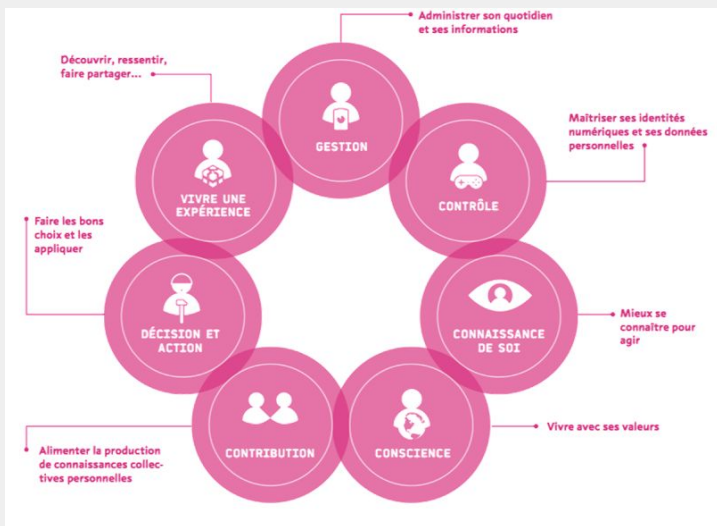 Administrer son quotidien
et ses informations
GESTION
Maîtriser ses identités
numériques et ses données
personnelles
CONTRÔLE
Mieux se
connaître pour
agir
CONNAISSANCE
DE SOI
Vivre avec ses valeurs
CONSCIENCE
Alimenter la production
de connaissances collec-
tives personnelles
CONTRIBUTION
Faire les bons
choix et les
appliquer
DÉCISION ET
ACTION
Découvrir, ressentir,
faire partager...
VIVRE UNE
EXPÉRIENCE